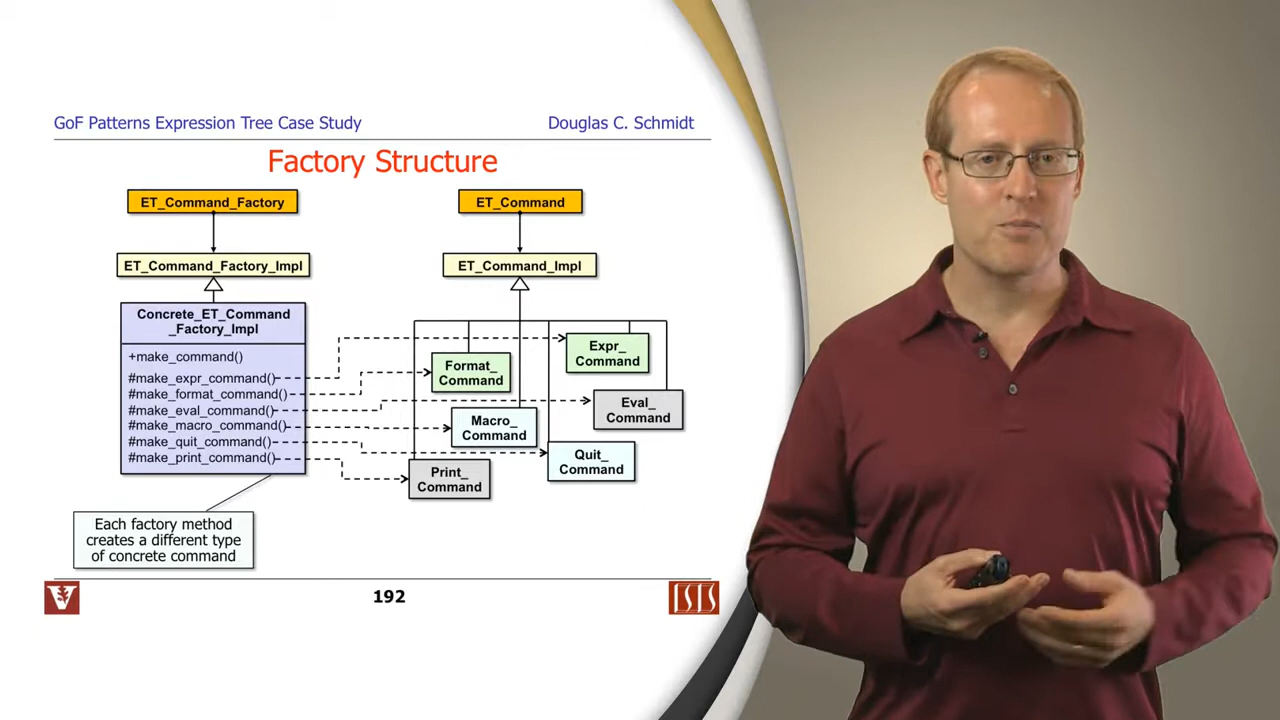 GoF Patterns Expression Tree Case Study
Douglas C. Schmidt
Factory Structure
ET_Command_Factory
ET_Command
ET_Command_Factory_Impl
ET_Command_Impl
Concrete_ET_Command
_Factory_Impl
+make_command()
#make_expr_command()
#make_format_command()
#make_eval_command()
#make_macro_command()
#make_quit_command()
#make_print_command()
Expr_
Command
Format_
Command
Eval_
Command
Macro_
Command
Quit_
Command
Print_
Command
Each factory method
creates a different type
of concrete command
V
192
ISIS